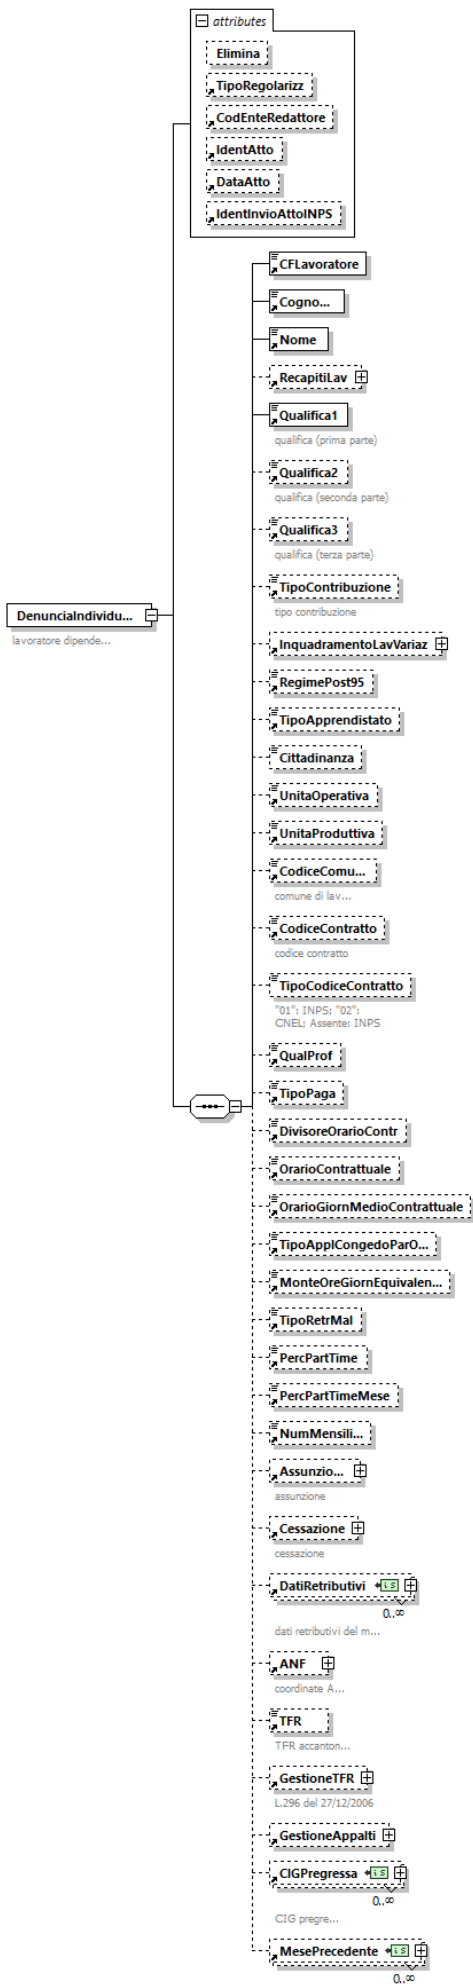 attributes
Elimina
TipoRegolarizz
CodEnteRedattore
IdentAtto
DataAtto
IdentInvioAttoINPS
CFLavoratore
Cogno...
Nome
RecapitiLav
Qualifica1
qualifica (prima parte)
Qualifica2
qualifica (seconda parte)
Qualifica3
qualifica (terza parte)
DenunciaIndividu...
lavoratore dipende...
TipoContribuzione
tipo contribuzione
InquadramentoLavVariaz
RegimePost95
TipoApprendistato
Cittadinanza
UnitaOperativa
UnitaProduttiva
CodiceComu...
comune di lav...
CodiceContratto
codice contratto
TipoCodiceContratto
"01": INPS; "02":
CNEL; Assente: INPS
QualProf
TipoPaga
DivisoreOrarioContr
OrarioContrattuale
OrarioGiornMedioContrattuale
TipoApplCongedoParO...
MonteOreGiornEquivalen...
TipoRetrMal
PercPartTime
PercPartTimeMese
NumMensili...
Assunzio...
assunzione
Cessazione
cessazione
DatiRetributivi is
0..∞
dati retributivi del m...
ANF
coordinate A...
TFR
TFR accanton...
GestioneTFR
L.296 del 27/12/2006
GestioneAppalti
CIGPregressa is
0..∞
CIG pregre...
MesePrecedente is
0..∞